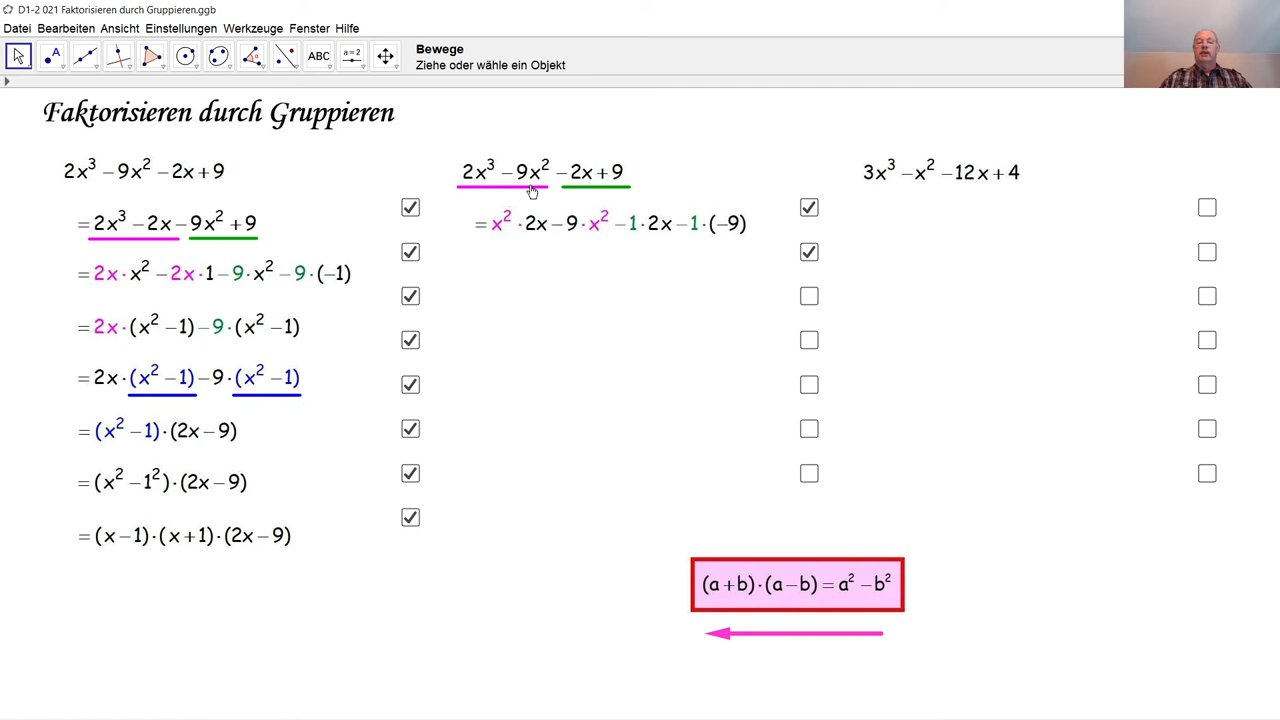 D1-2 021 Faktorisieren durch Gruppieren.ggb
Datei Bearbeiten Ansicht Einstellungen Werkzeuge Fenster Hilfe
A
ABC
a=2
Bewege
Ziehe oder wähle ein Objekt
Faktorisieren durch Gruppieren
2x³ − 9x² − 2x + 9
= 2x³ − 2x − 9x² + 9
= 2x · x² − 2x · 1 − 9 · x² − 9 · (−1)
= 2x · (x² − 1) − 9 · (x² − 1)
= 2x · (x² − 1) − 9 · (x² − 1)
= (x² − 1) · (2x − 9)
= (x² − 1²) · (2x − 9)
= (x − 1) · (x + 1) · (2x − 9)
2x³ − 9x² − 2x + 9
= x² · 2x − 9 · x² − 1 · 2x − 1 · (−9)
3x³ − x² − 12x + 4
(a + b) · (a − b) = a² − b²